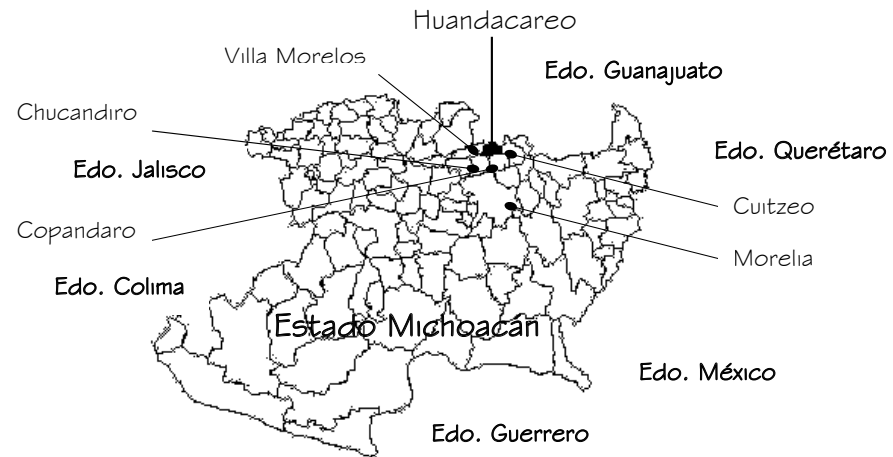 Huandacareo
Villa Morelos
Edo. Guanajuato
Chucandiro
Edo. Querétaro
Edo. Jalisco
Cuitzeo
Copandaro
Morelia
Edo. Colima
Estado Michoacán
Edo. México
Edo. Guerrero